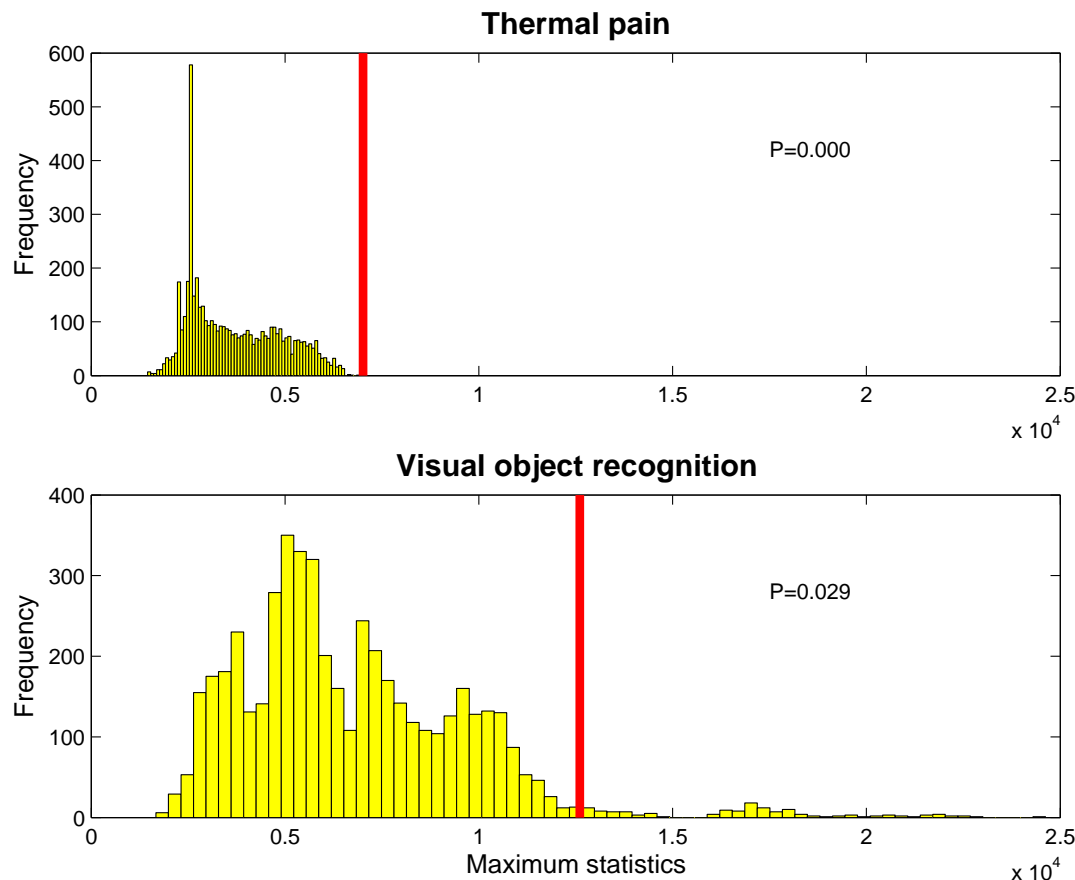 Thermal pain
600
500
400
300
200
100
0
Frequency
P=0.000
0 0.5 1 1.5 2 2.5
x 10^4
Visual object recognition
400
300
200
100
0
Frequency
P=0.029
0 0.5 1 1.5 2 2.5
Maximum statistics
x 10^4